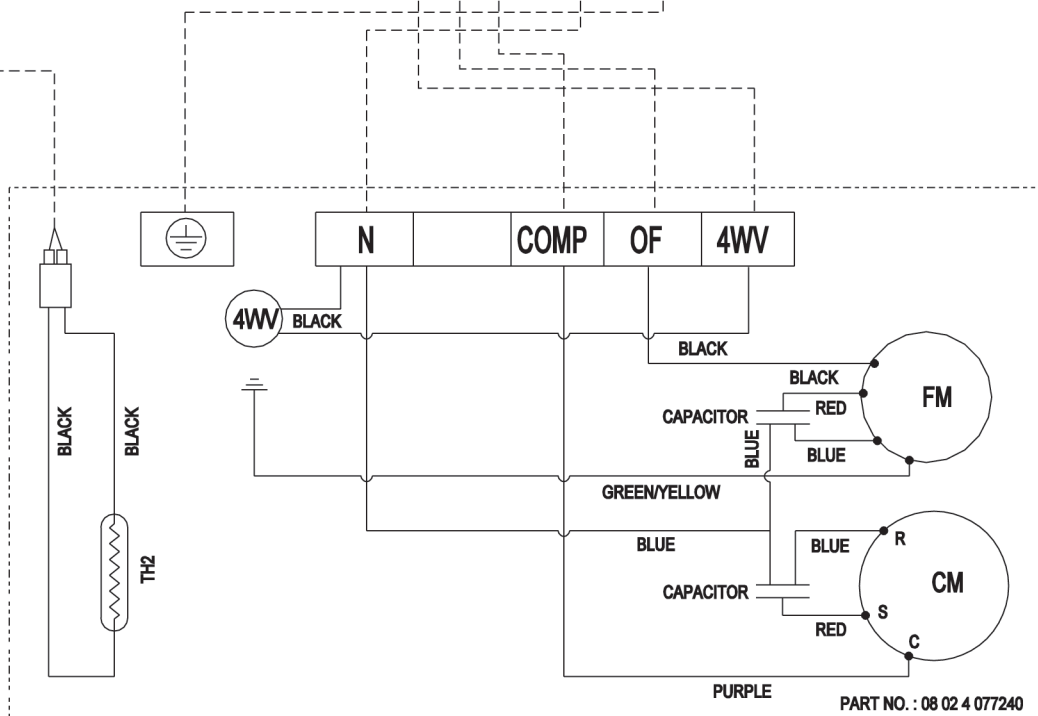 N COMP OF 4WV
4WV
BLACK
BLACK
FM
BLACK
CAPACITOR
RED
BLUE
BLUE
BLACK
BLACK
GREEN/YELLOW
BLUE
BLUE
R
CM
TH2
CAPACITOR
S
RED
C
PURPLE
PART NO. : 08 02 4 077240